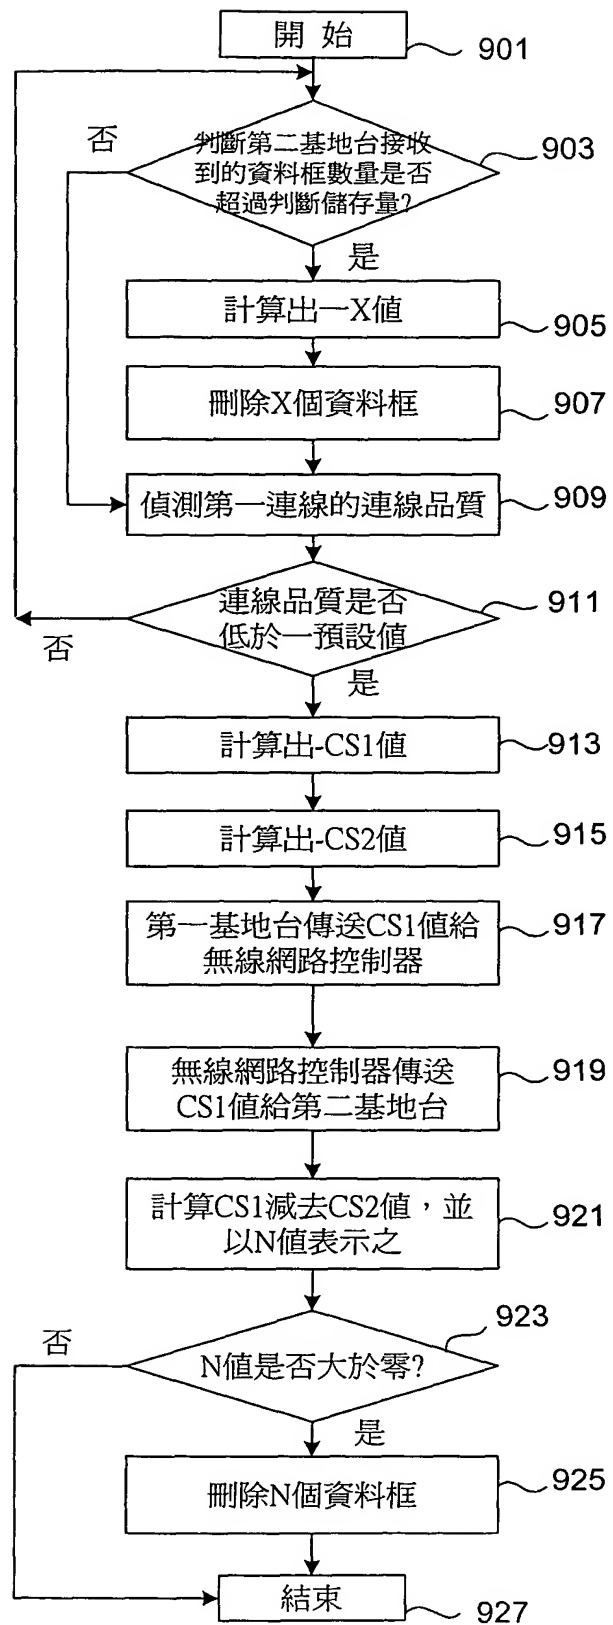 開 始
901
否
判斷第二基地台接收
到的資料框數量是否
超過判斷儲存量?
903
是
計算出一X值
905
刪除X個資料框
907
偵測第一連線的連線品質
909
連線品質是否
低於一預設值
911
否
是
計算出-CS1值
913
計算出-CS2值
915
第一基地台傳送CS1值給
無線網路控制器
917
無線網路控制器傳送
CS1值給第二基地台
919
計算CS1減去CS2值，並
以N值表示之
921
923
否
N值是否大於零?
是
刪除N個資料框
925
結束
927